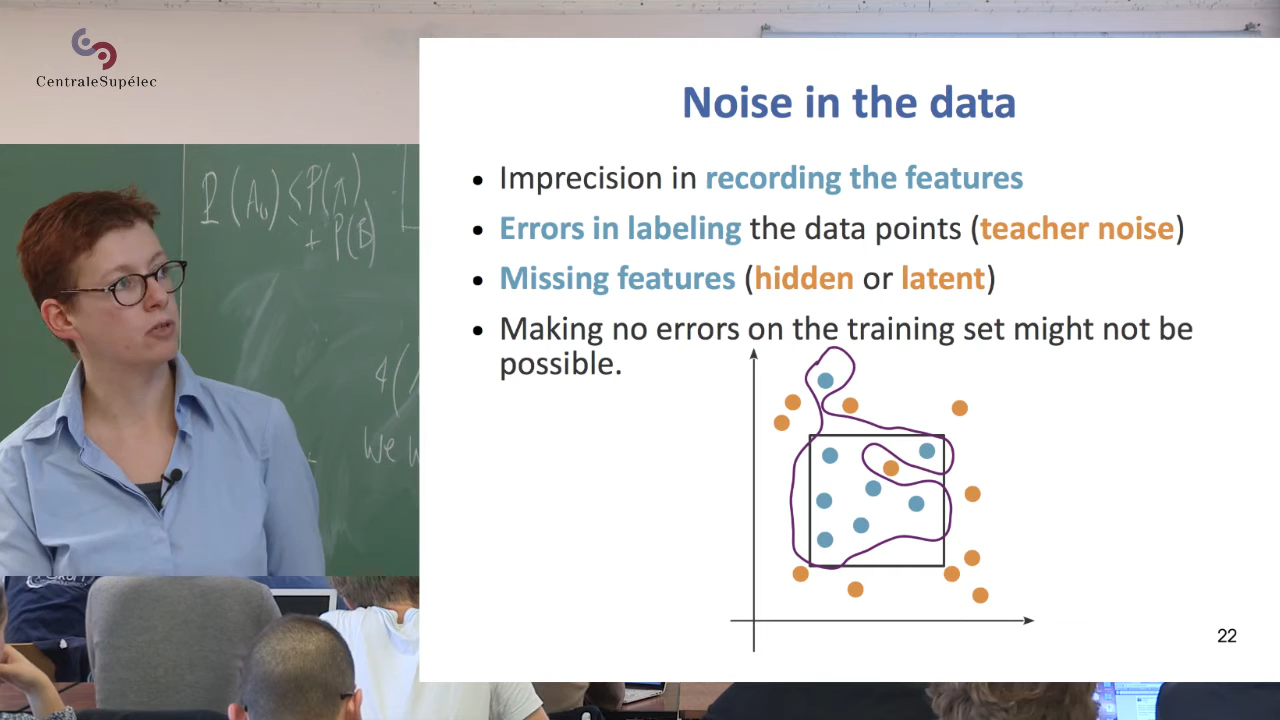 CentraleSupélec
Noise in the data
• Imprecision in recording the features
• Errors in labeling the data points (teacher noise)
• Missing features (hidden or latent)
• Making no errors on the training set might not be
possible.
22
P(A₀) ≤ P(A)
+ P(B)
We